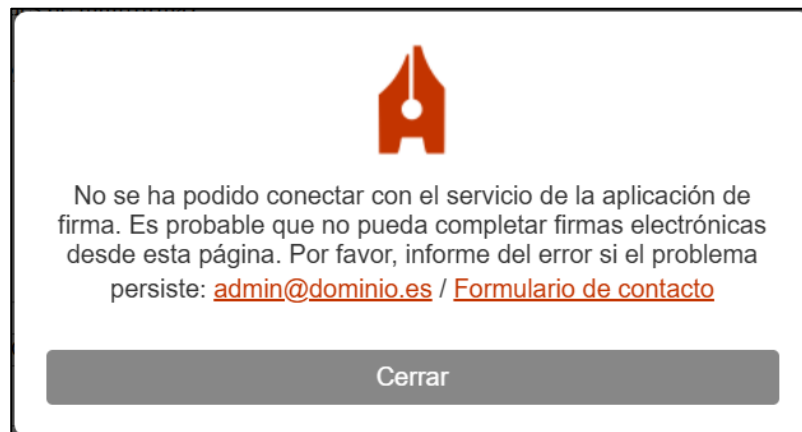 No se ha podido conectar con el servicio de la aplicación de
firma. Es probable que no pueda completar firmas electrónicas
desde esta página. Por favor, informe del error si el problema
persiste: admin@dominio.es / Formulario de contacto
Cerrar